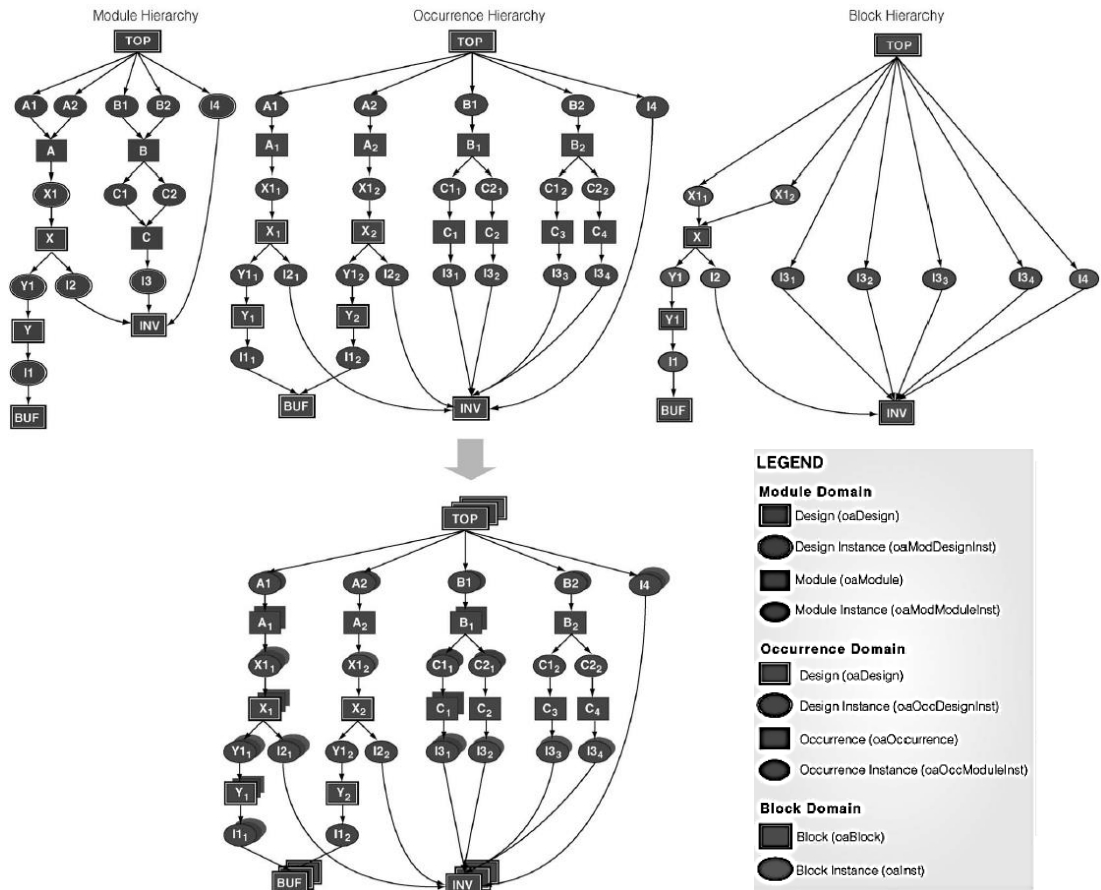 Module Hierarchy
TOP
A1 A2 B1 B2 I4
A B
X1 C1 C2
X C
Y1 I2 I3
Y INV
I1
BUF
Occurrence Hierarchy
TOP
A1 A2 B1 B2 I4
A₁ A₂ B₁ B₂
X1₁ X1₂ C1₁ C2₁ C1₂ C2₂
X₁ X₂ C₁ C₂ C₃ C₄
Y1₁ I2₁ Y1₂ I2₂ I3₁ I3₂ I3₃ I3₄
Y₁ Y₂
I1₁ I1₂
BUF INV
Block Hierarchy
TOP
X1₁ X1₂
X
Y1 I2 I3₁ I3₂ I3₃ I3₄ I4
Y1
I1
BUF INV
TOP
A1 A2 B1 B2 I4
A₁ A₂ B₁ B₂
X1₁ X1₂ C1₁ C2₁ C1₂ C2₂
X₁ X₂ C₁ C₂ C₃ C₄
Y1₁ I2₁ Y1₂ I2₂ I3₁ I3₂ I3₃ I3₄
Y₁ Y₂
I1₁ I1₂
BUF INV
LEGEND
Module Domain
Design (oaDesign)
Design Instance (oaModDesignInst)
Module (oaModule)
Module Instance (oaModModuleInst)
Occurrence Domain
Design (oaDesign)
Design Instance (oaOccDesignInst)
Occurrence (oaOccurrence)
Occurrence Instance (oaOccModuleInst)
Block Domain
Block (oaBlock)
Block Instance (oaInst)